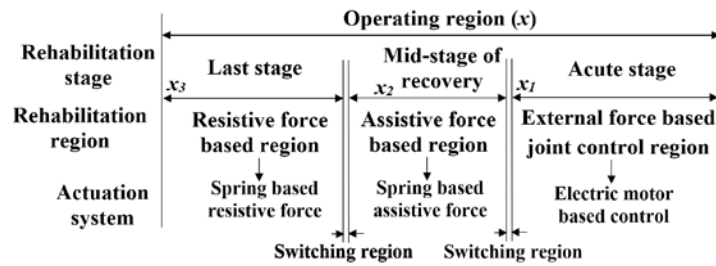 Operating region (x)
Rehabilitation stage
Last stage
Mid-stage of recovery
Acute stage
x3
x2
x1
Rehabilitation region
Resistive force based region
Assistive force based region
External force based joint control region
Actuation system
Spring based resistive force
Spring based assistive force
Electric motor based control
Switching region
Switching region